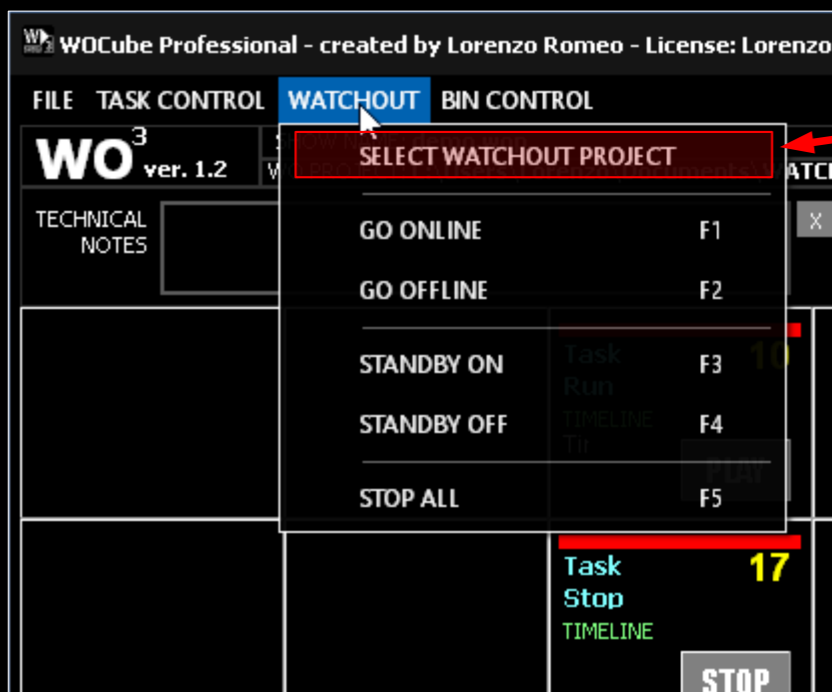 WOCube Professional - created by Lorenzo Romeo - License: Lorenzo
FILE TASK CONTROL WATCHOUT BIN CONTROL
WO3 ver. 1.2
SELECT WATCHOUT PROJECT
TECHNICAL
NOTES
X
GO ONLINE F1
GO OFFLINE F2
STANDBY ON F3
STANDBY OFF F4
STOP ALL F5
Task 10
Run
TIMELINE
PLAY
Task 17
Stop
TIMELINE
STOP